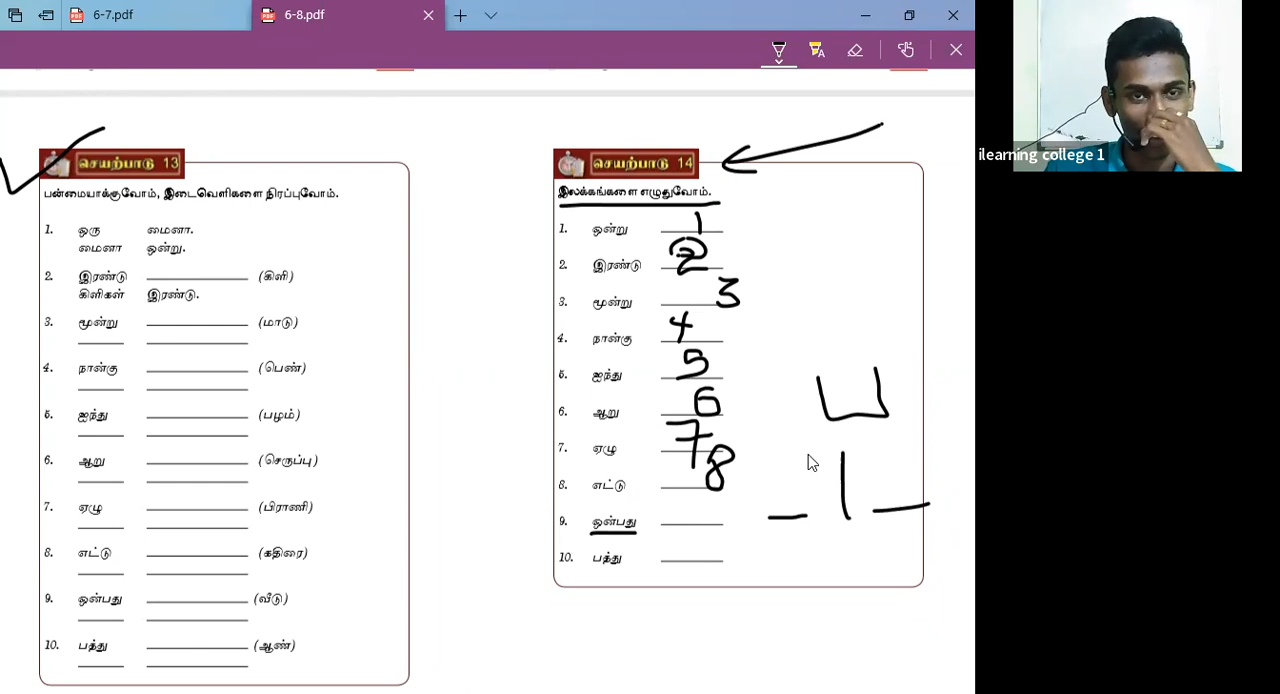 6-7.pdf
6-8.pdf
ilearning college 1
செயற்பாடு 13
பன்மையாக்குவோம், இடைவெளிகளை நிரப்புவோம்.
1. ஒரு மைனா.
மைனா ஒன்று.
2. இரண்டு (கிளி)
கிளிகள் இரண்டு.
3. மூன்று (மாடு)
4. நான்கு (பெண்)
5. ஐந்து (பழம்)
6. ஆறு (செருப்பு)
7. ஏழு (பிராணி)
8. எட்டு (கதிரை)
9. ஒன்பது (வீடு)
10. பத்து (ஆண்)
செயற்பாடு 14
இலக்கங்களை எழுதுவோம்.
1. ஒன்று 1
2. இரண்டு 2
3. மூன்று 3
4. நான்கு 4
5. ஐந்து 5
6. ஆறு 6
7. ஏழு 7
8. எட்டு 8
9. ஒன்பது
10. பத்து